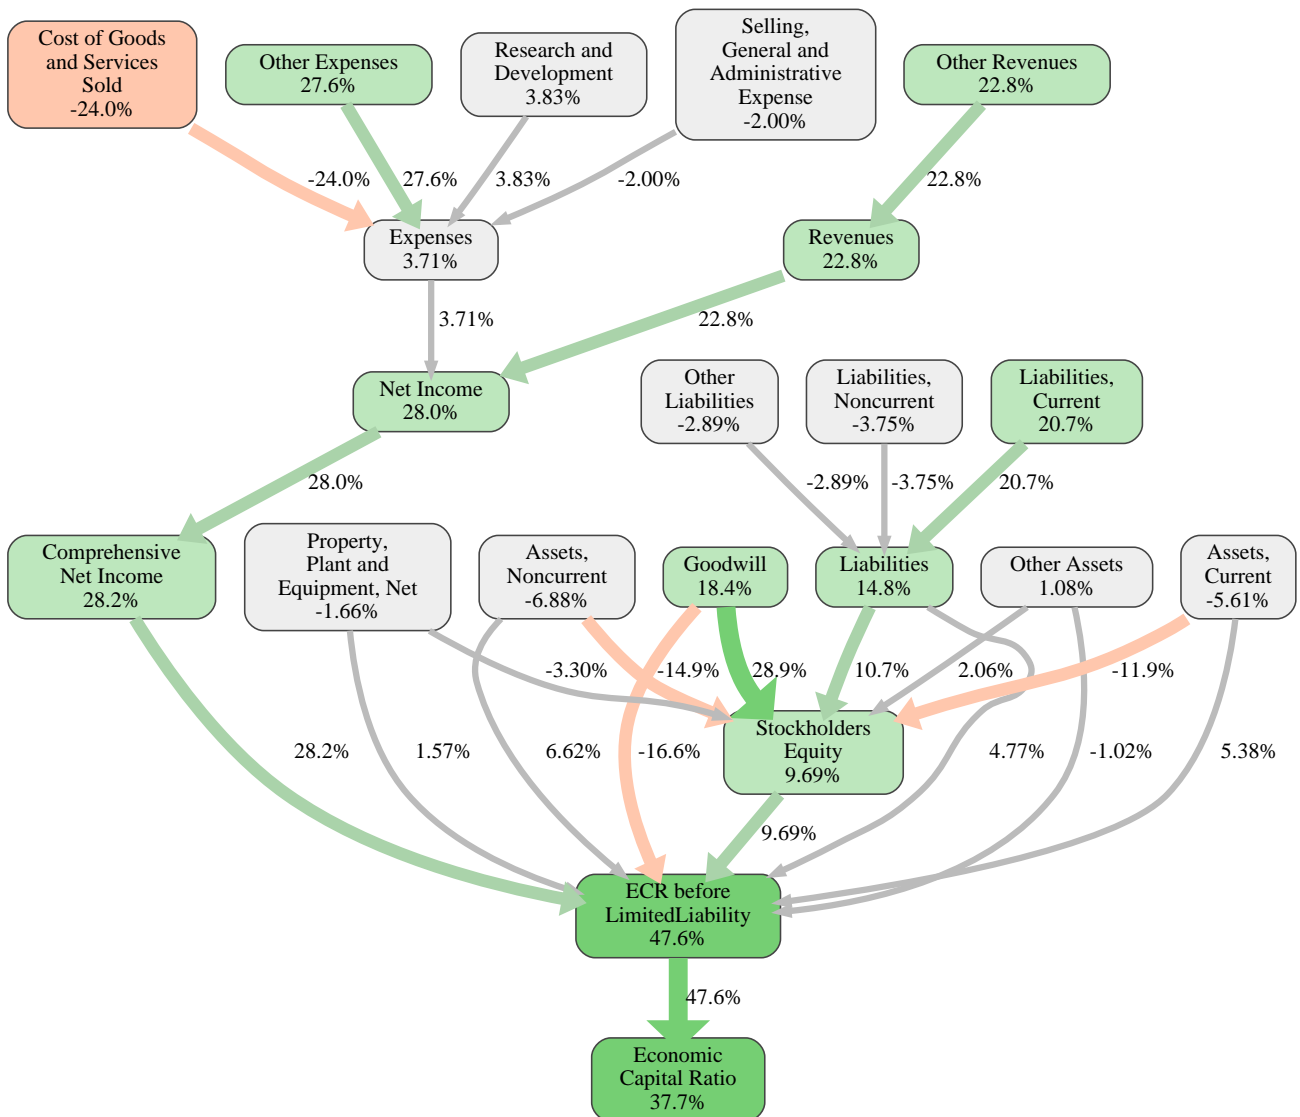 Cost of Goods
and Services
Sold
-24.0%
Other Expenses
27.6%
Research and
Development
3.83%
Selling,
General and
Administrative
Expense
-2.00%
Other Revenues
22.8%
-24.0%
27.6%
3.83%
-2.00%
22.8%
Expenses
3.71%
Revenues
22.8%
3.71%
22.8%
Net Income
28.0%
Other
Liabilities
-2.89%
Liabilities,
Noncurrent
-3.75%
Liabilities,
Current
20.7%
28.0%
-2.89%
-3.75%
20.7%
Comprehensive
Net Income
28.2%
Property,
Plant and
Equipment, Net
-1.66%
Assets,
Noncurrent
-6.88%
Goodwill
18.4%
Liabilities
14.8%
Other Assets
1.08%
Assets,
Current
-5.61%
-3.30%
-14.9%
28.9%
10.7%
2.06%
-11.9%
Stockholders
Equity
9.69%
28.2%
1.57%
6.62%
-16.6%
4.77%
-1.02%
5.38%
9.69%
ECR before
LimitedLiability
47.6%
47.6%
Economic
Capital Ratio
37.7%